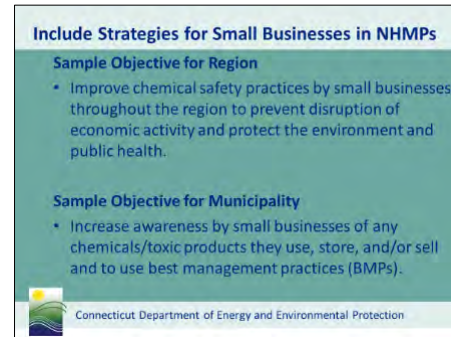 Include Strategies for Small Businesses in NHMPs
Sample Objective for Region
• Improve chemical safety practices by small businesses
throughout the region to prevent disruption of
economic activity and protect the environment and
public health.
Sample Objective for Municipality
• Increase awareness by small businesses of any
chemicals/toxic products they use, store, and/or sell
and to use best management practices (BMPs).
Connecticut Department of Energy and Environmental Protection